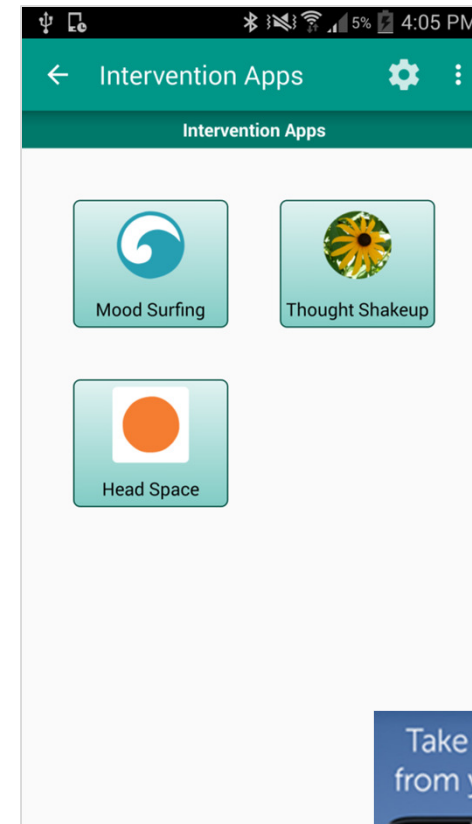 5% 4:05 PM
Intervention Apps
Intervention Apps
Mood Surfing
Thought Shakeup
Head Space
Take
from